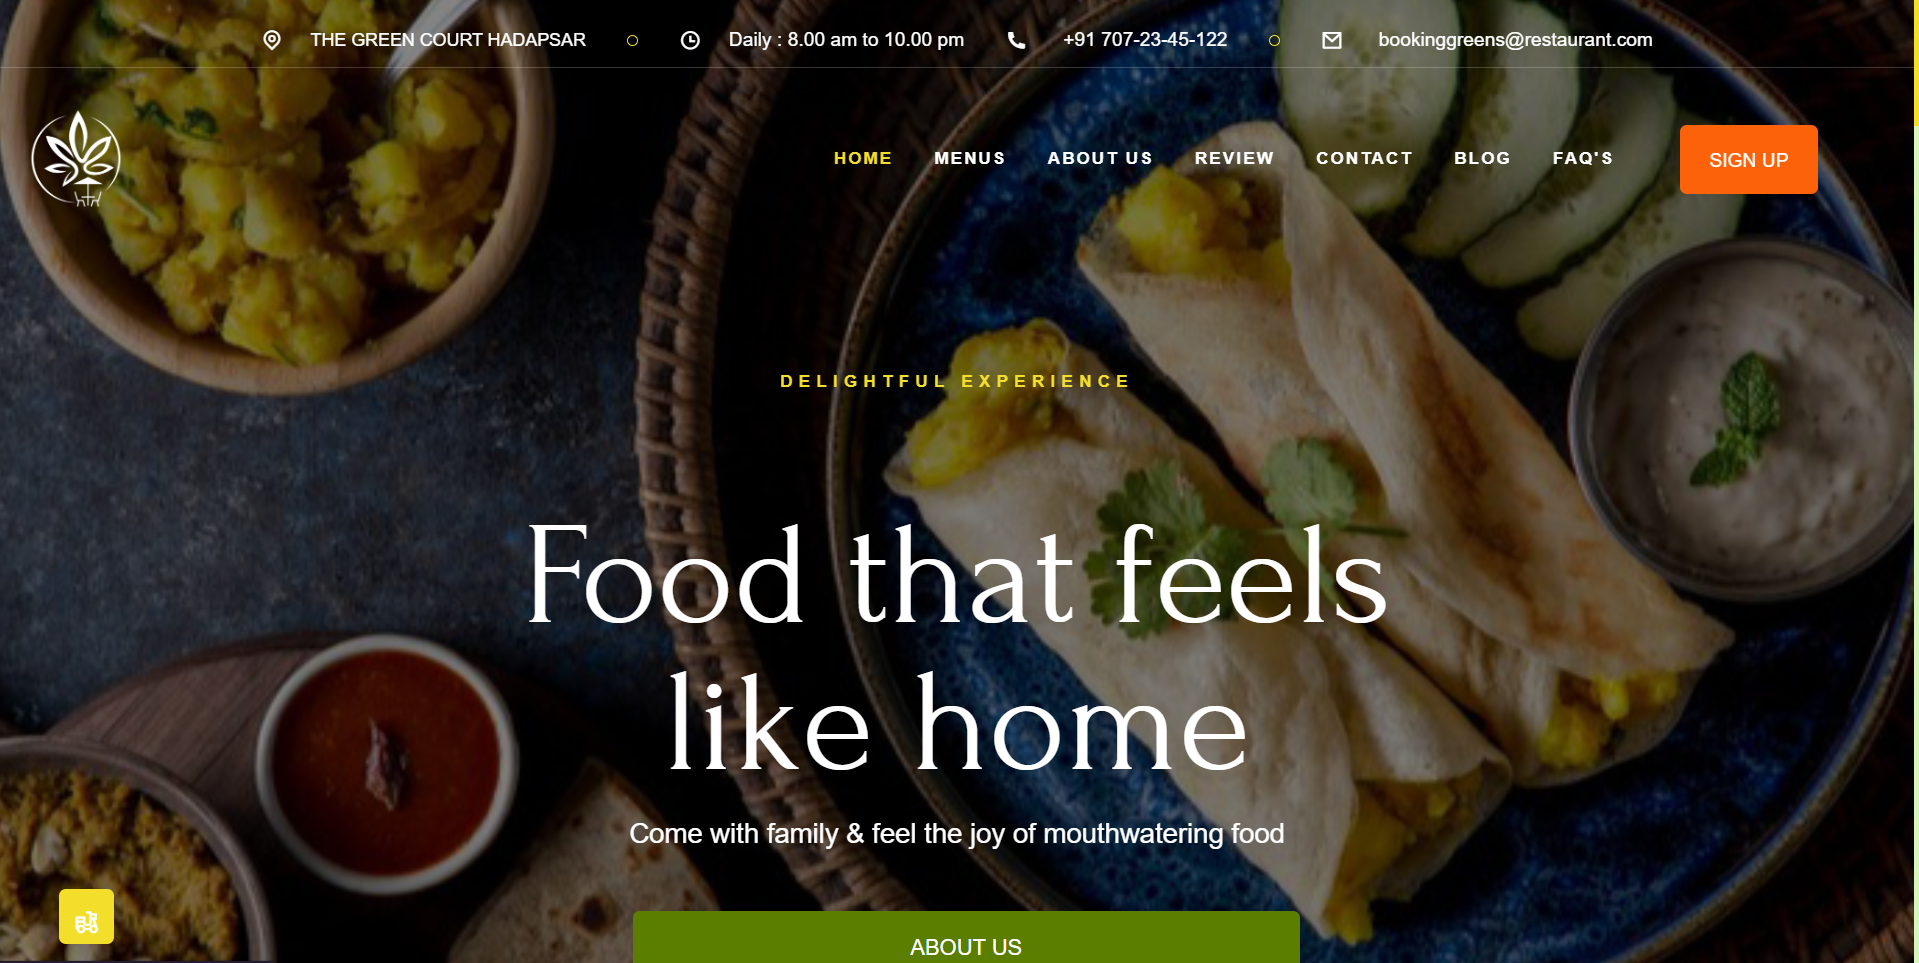 THE GREEN COURT HADAPSAR
Daily : 8.00 am to 10.00 pm
+91 707-23-45-122
bookinggreens@restaurant.com
HOME
MENUS
ABOUT US
REVIEW
CONTACT
BLOG
FAQ'S
SIGN UP
DELIGHTFUL EXPERIENCE
Food that feels
like home
Come with family & feel the joy of mouthwatering food
ABOUT US